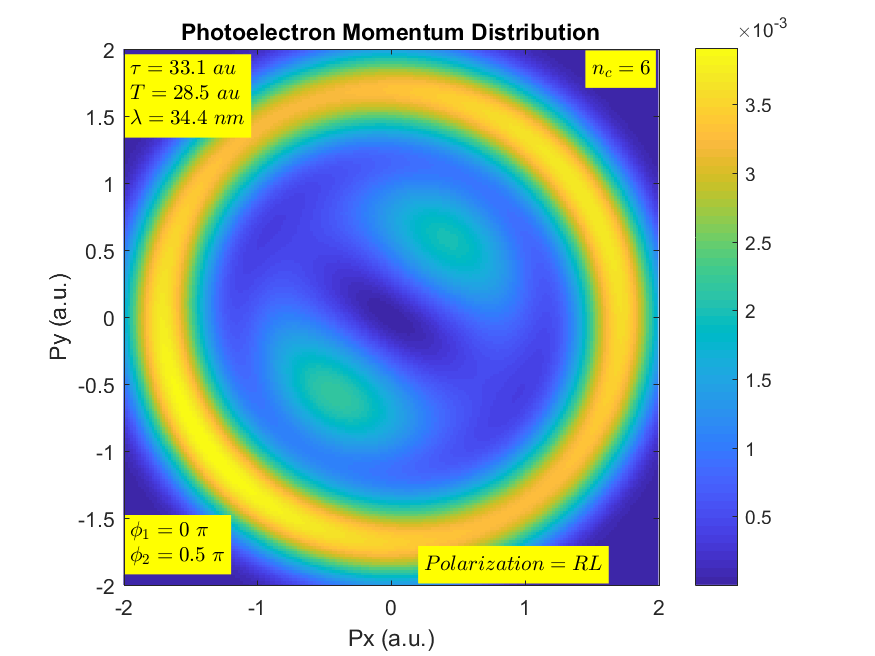 Photoelectron Momentum Distribution
×10⁻³
τ = 33.1 au
T = 28.5 au
λ = 34.4 nm
n_c = 6
2
1.5
1
0.5
0
-0.5
-1
-1.5
-2
Py (a.u.)
ϕ₁ = 0 π
ϕ₂ = 0.5 π
Polarization = RL
-2
-1
0
1
2
Px (a.u.)
3.5
3
2.5
2
1.5
1
0.5